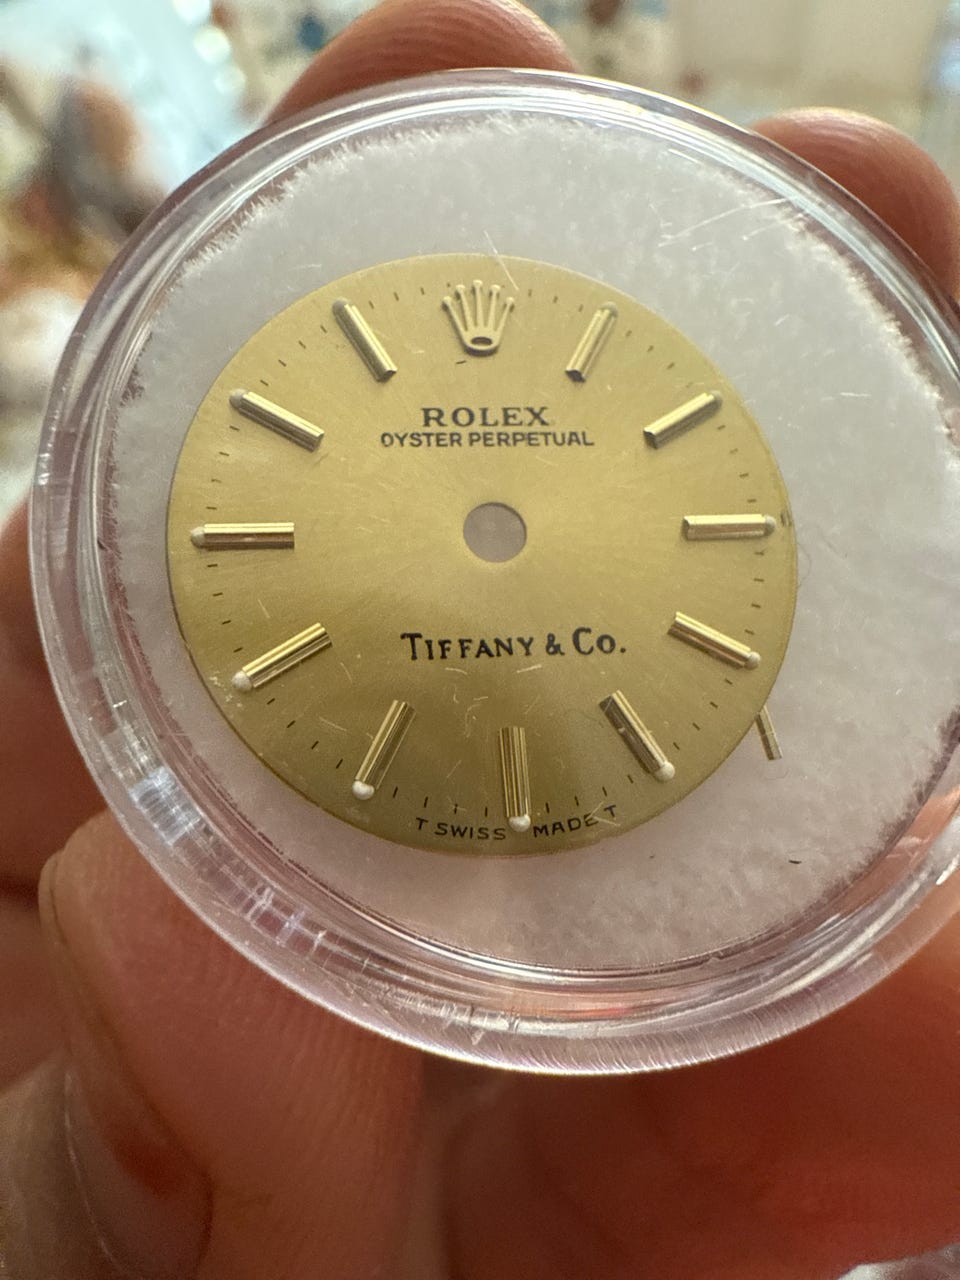 ROLEX
OYSTER PERPETUAL
TIFFANY & CO.
T SWISS MADE T